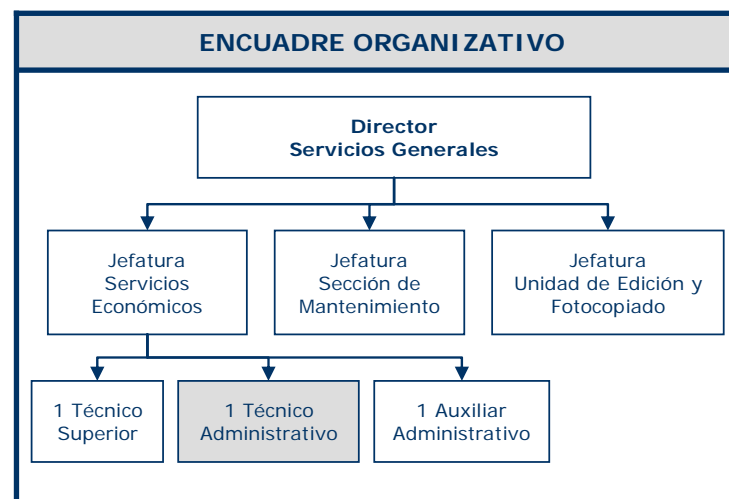 ENCUADRE ORGANIZATIVO
Director
Servicios Generales
Jefatura
Servicios
Económicos
Jefatura
Sección de
Mantenimiento
Jefatura
Unidad de Edición y
Fotocopiado
1 Técnico
Superior
1 Técnico
Administrativo
1 Auxiliar
Administrativo